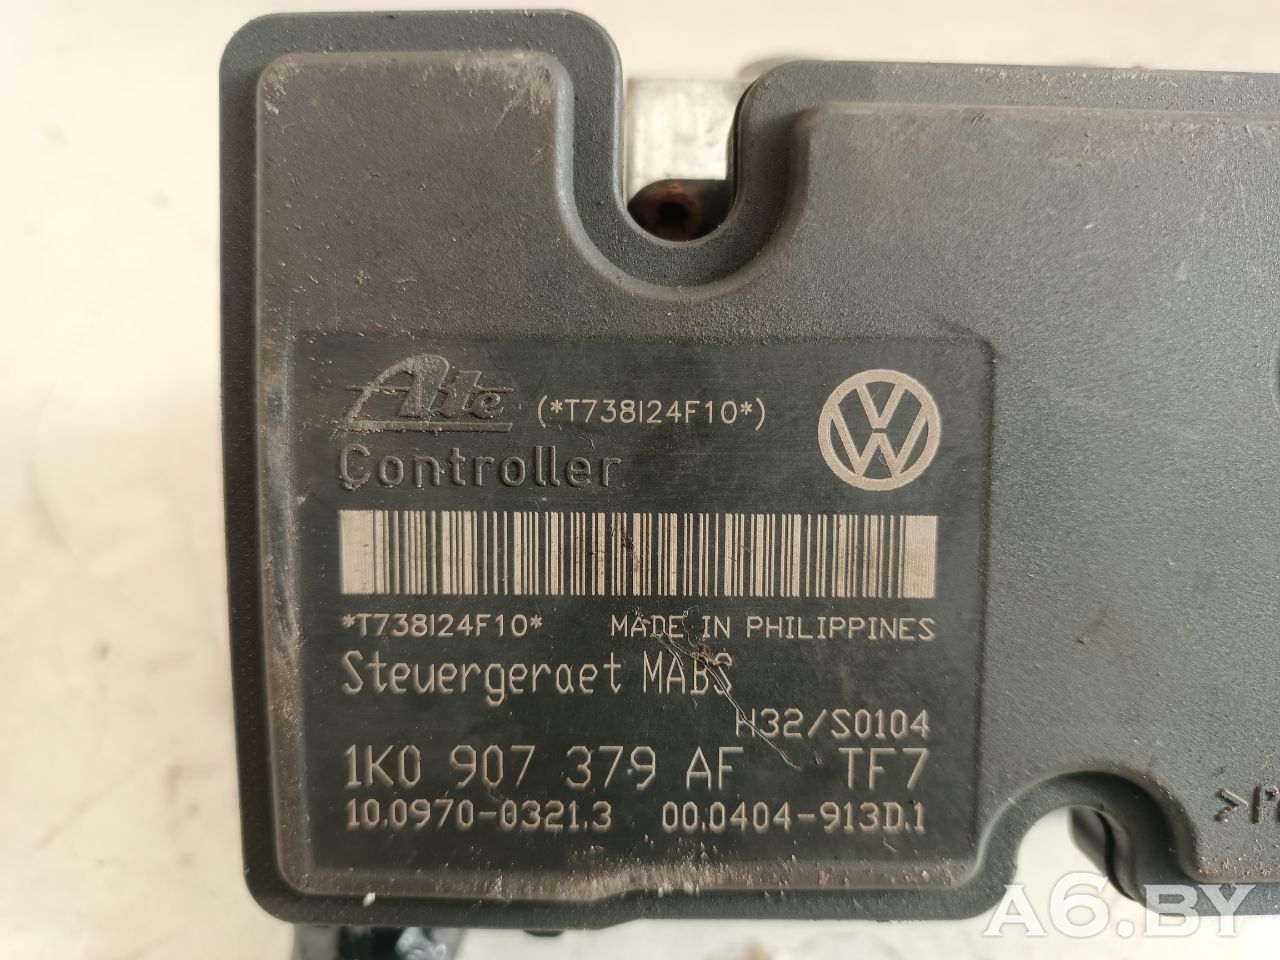 Ate (*T738I24F10*)
Controller
*T738I24F10* MADE IN PHILIPPINES
Steuergeraet MABS
H32/S0104
1K0 907 379 AF TF7
10.0970-0321.3 00.0404-913D.1
A6.BY